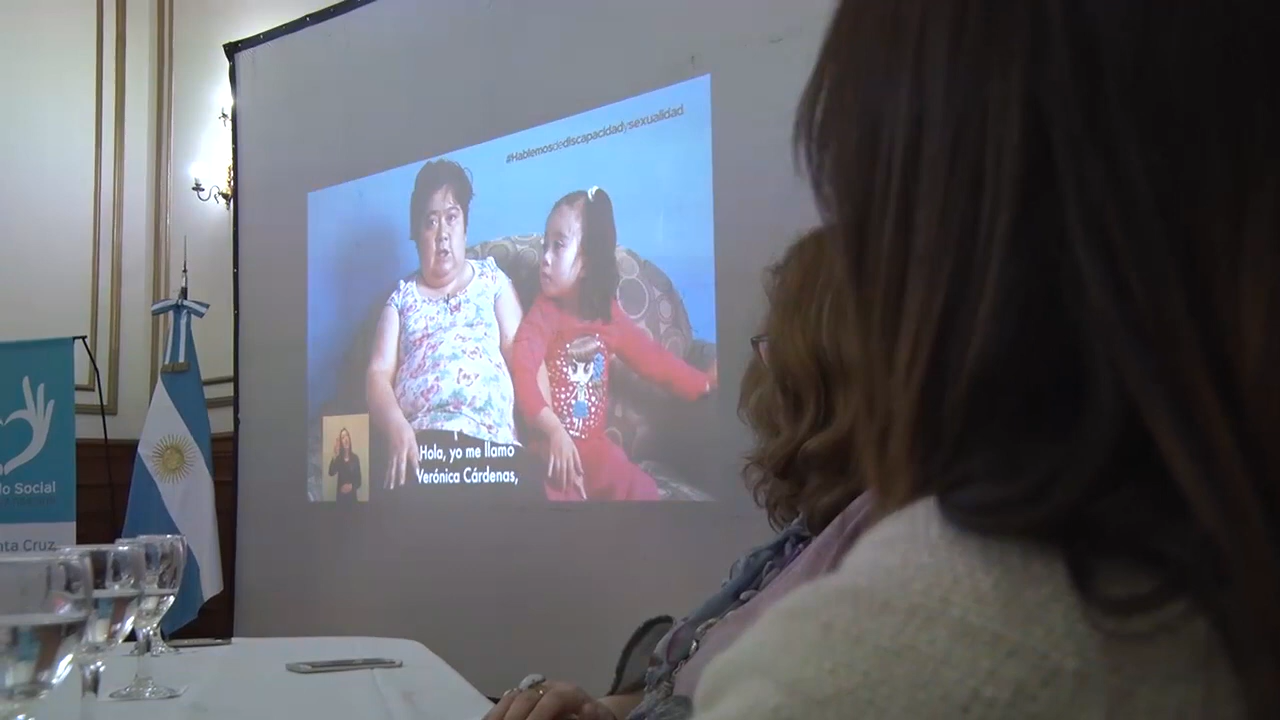 #Hablemosdediscapacidadysexualidad
Hola, yo me llamo
Verónica Cárdenas,
lo Social
nta Cruz